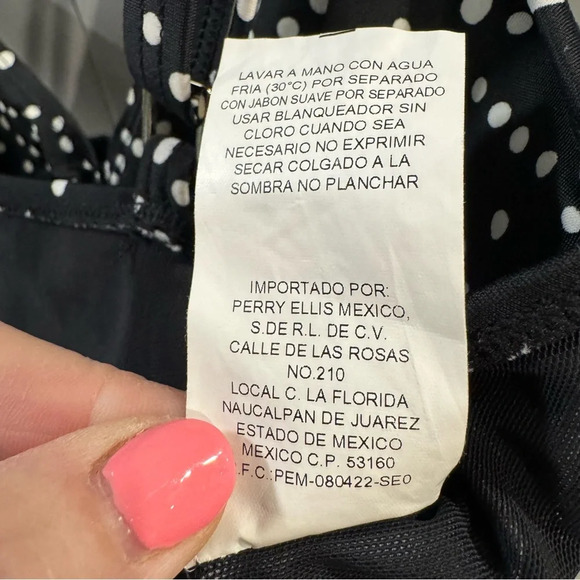 LAVAR A MANO CON AGUA
FRIA (30°C) POR SEPARADO
CON JABON SUAVE POR SEPARADO
USAR BLANQUEADOR SIN
CLORO CUANDO SEA
NECESARIO NO EXPRIMIR
SECAR COLGADO A LA
SOMBRA NO PLANCHAR
IMPORTADO POR:
PERRY ELLIS MEXICO,
S.DE R.L. DE C.V.
CALLE DE LAS ROSAS
NO.210
LOCAL C. LA FLORIDA
NAUCALPAN DE JUAREZ
ESTADO DE MEXICO
MEXICO C.P. 53160
.F.C.:PEM-080422-SE0